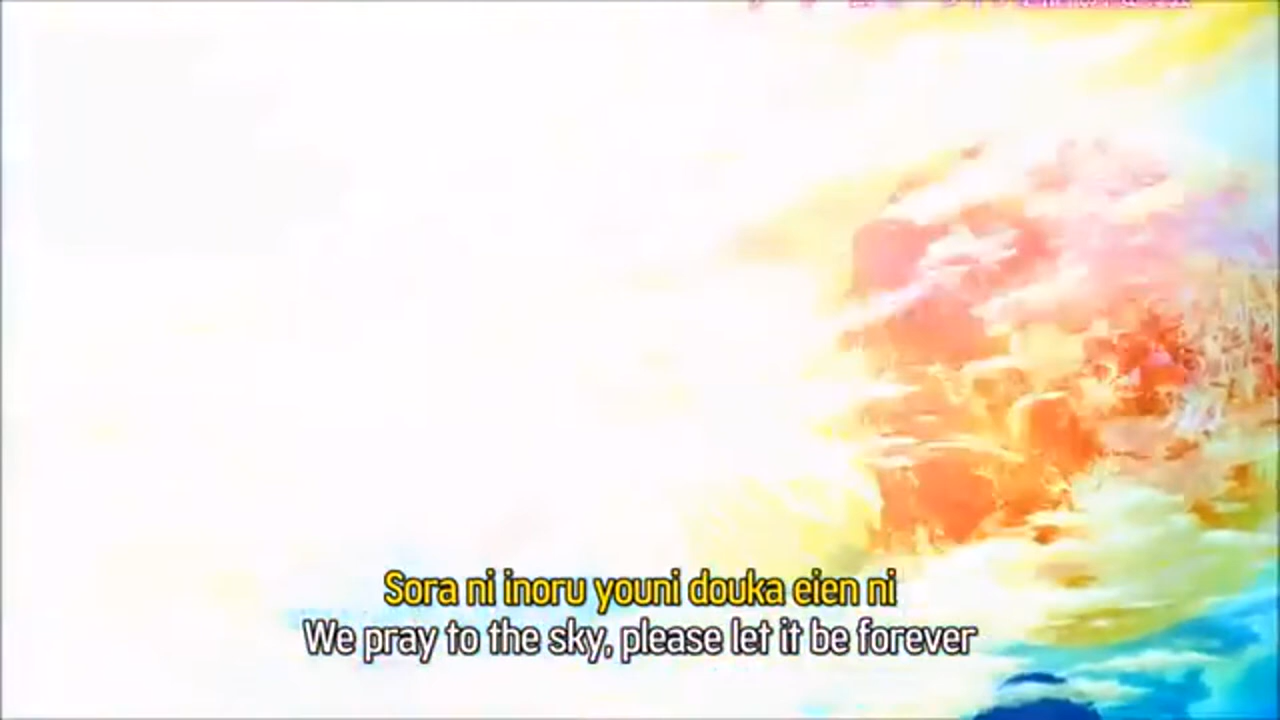 Sora ni inoru youni douka eien ni
We pray to the sky, please let it be forever